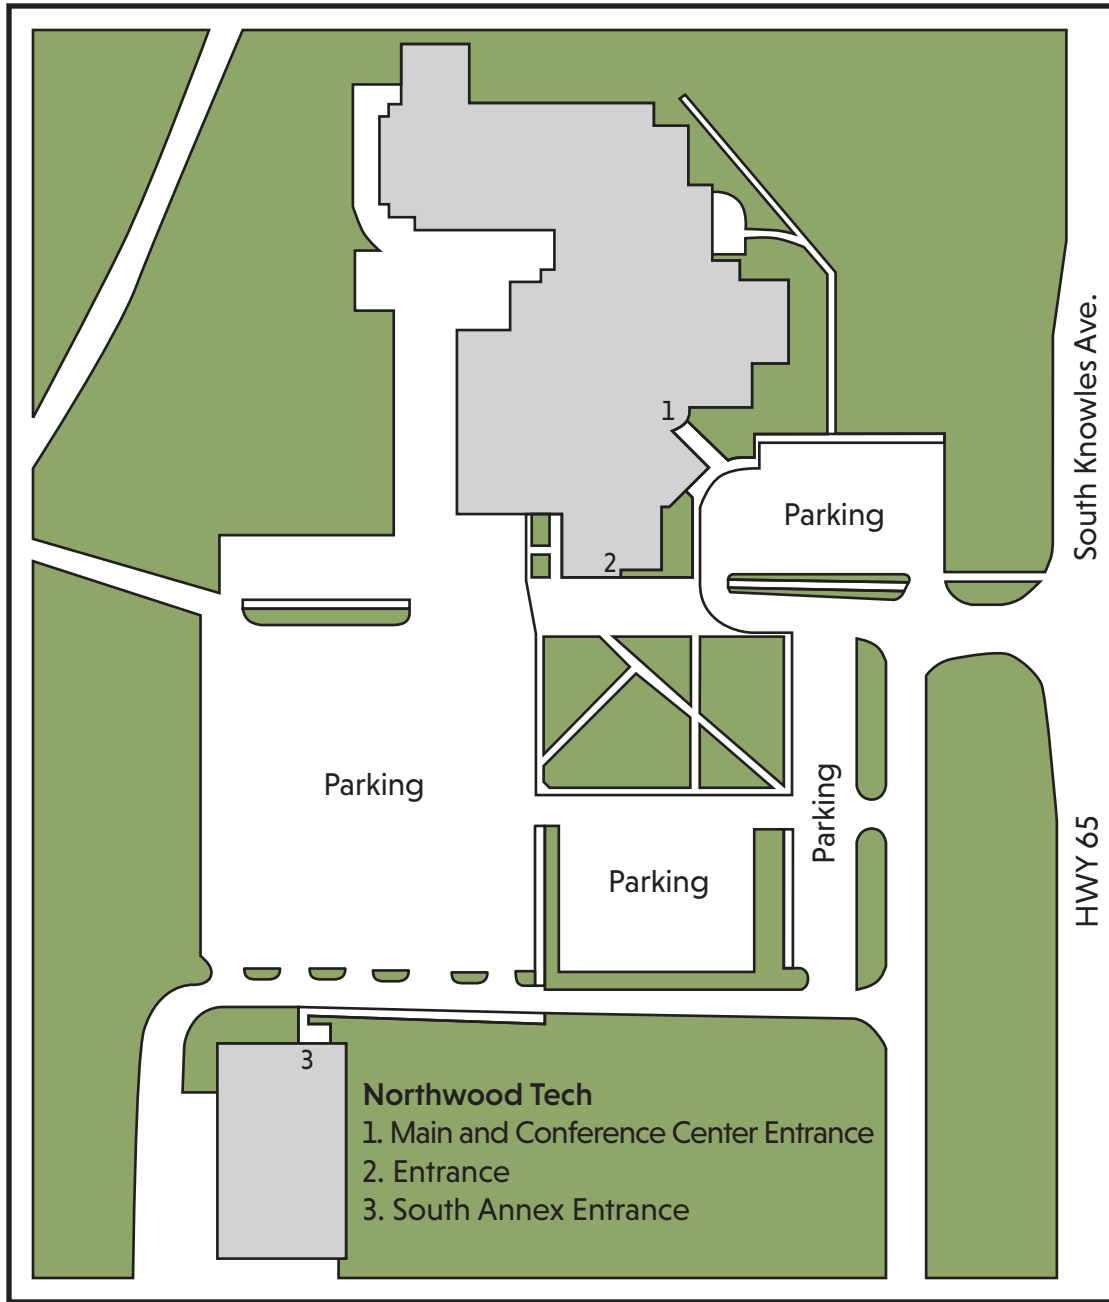 1
South Knowles Ave.
Parking
2
Parking
Parking
Parking
HWY 65
3
Northwood Tech
1. Main and Conference Center Entrance
2. Entrance
3. South Annex Entrance